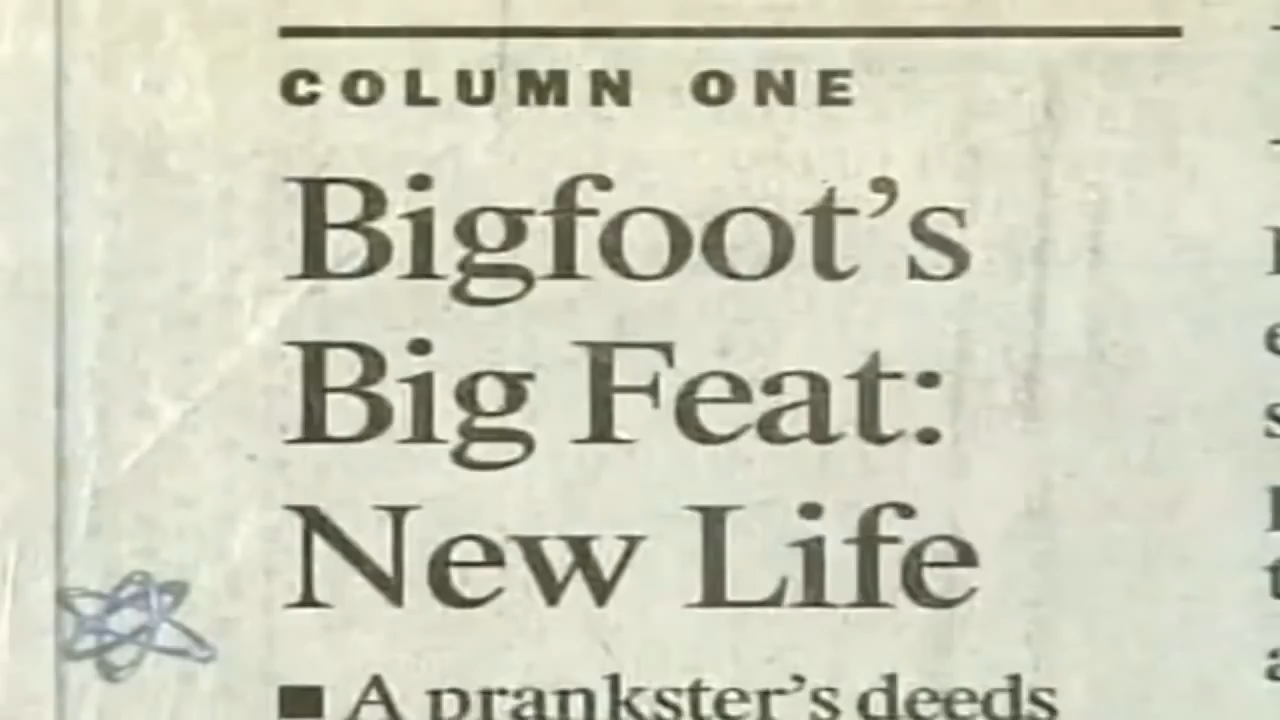 COLUMN ONE
Bigfoot’s
Big Feat:
New Life
■ A prankster’s deeds